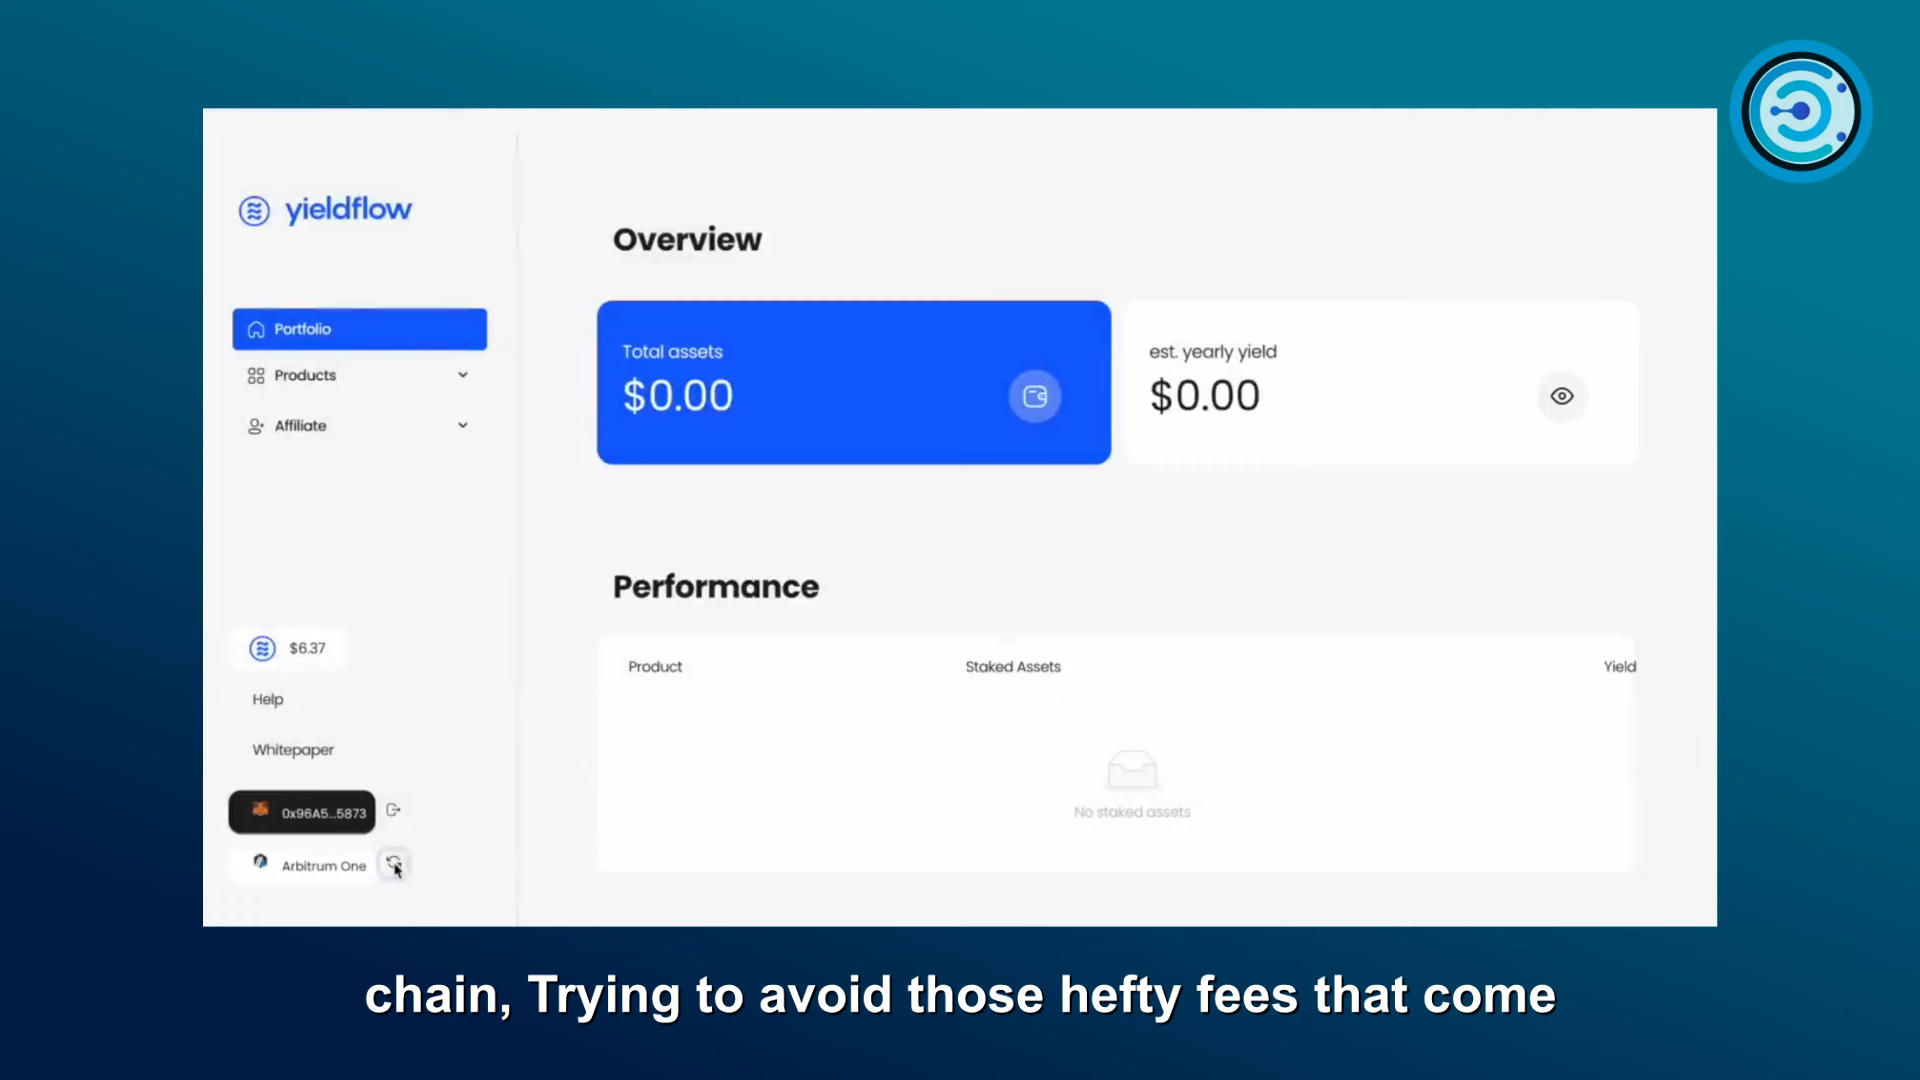 yieldflow
Portfolio
Products
Affiliate
$6.37
Help
Whitepaper
0x96A5...5873
Arbitrum One
Overview
Total assets
$0.00
est. yearly yield
$0.00
Performance
Product Staked Assets Yield
No staked assets
chain, Trying to avoid those hefty fees that come